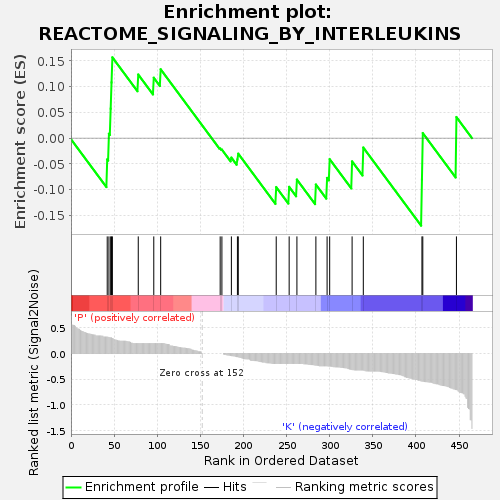 Enrichment plot:
REACTOME_SIGNALING_BY_INTERLEUKINS
Enrichment score (ES)
0.15
0.10
0.05
0.00
-0.05
-0.10
-0.15
'P' (positively correlated)
Ranked list metric (Signal2Noise)
0.5
0.0
-0.5
-1.0
-1.5
Zero cross at 152
'K' (negatively correlated)
0 50 100 150 200 250 300 350 400 450
Rank in Ordered Dataset
Enrichment profile Hits Ranking metric scores